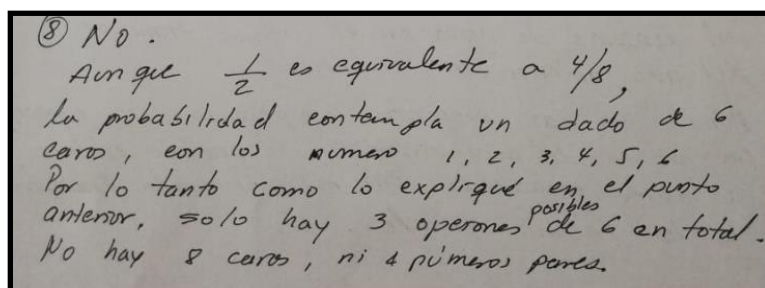 ⑧ No.
Aunque 1/2 es equivalente a 4/8,
la probabilidad contempla un dado de 6
caras, con los numero 1, 2, 3, 4, 5, 6
Por lo tanto como lo expliqué en el punto
anterior, solo hay 3 operones posibles de 6 en total.
No hay 8 caras, ni 4 números pares.